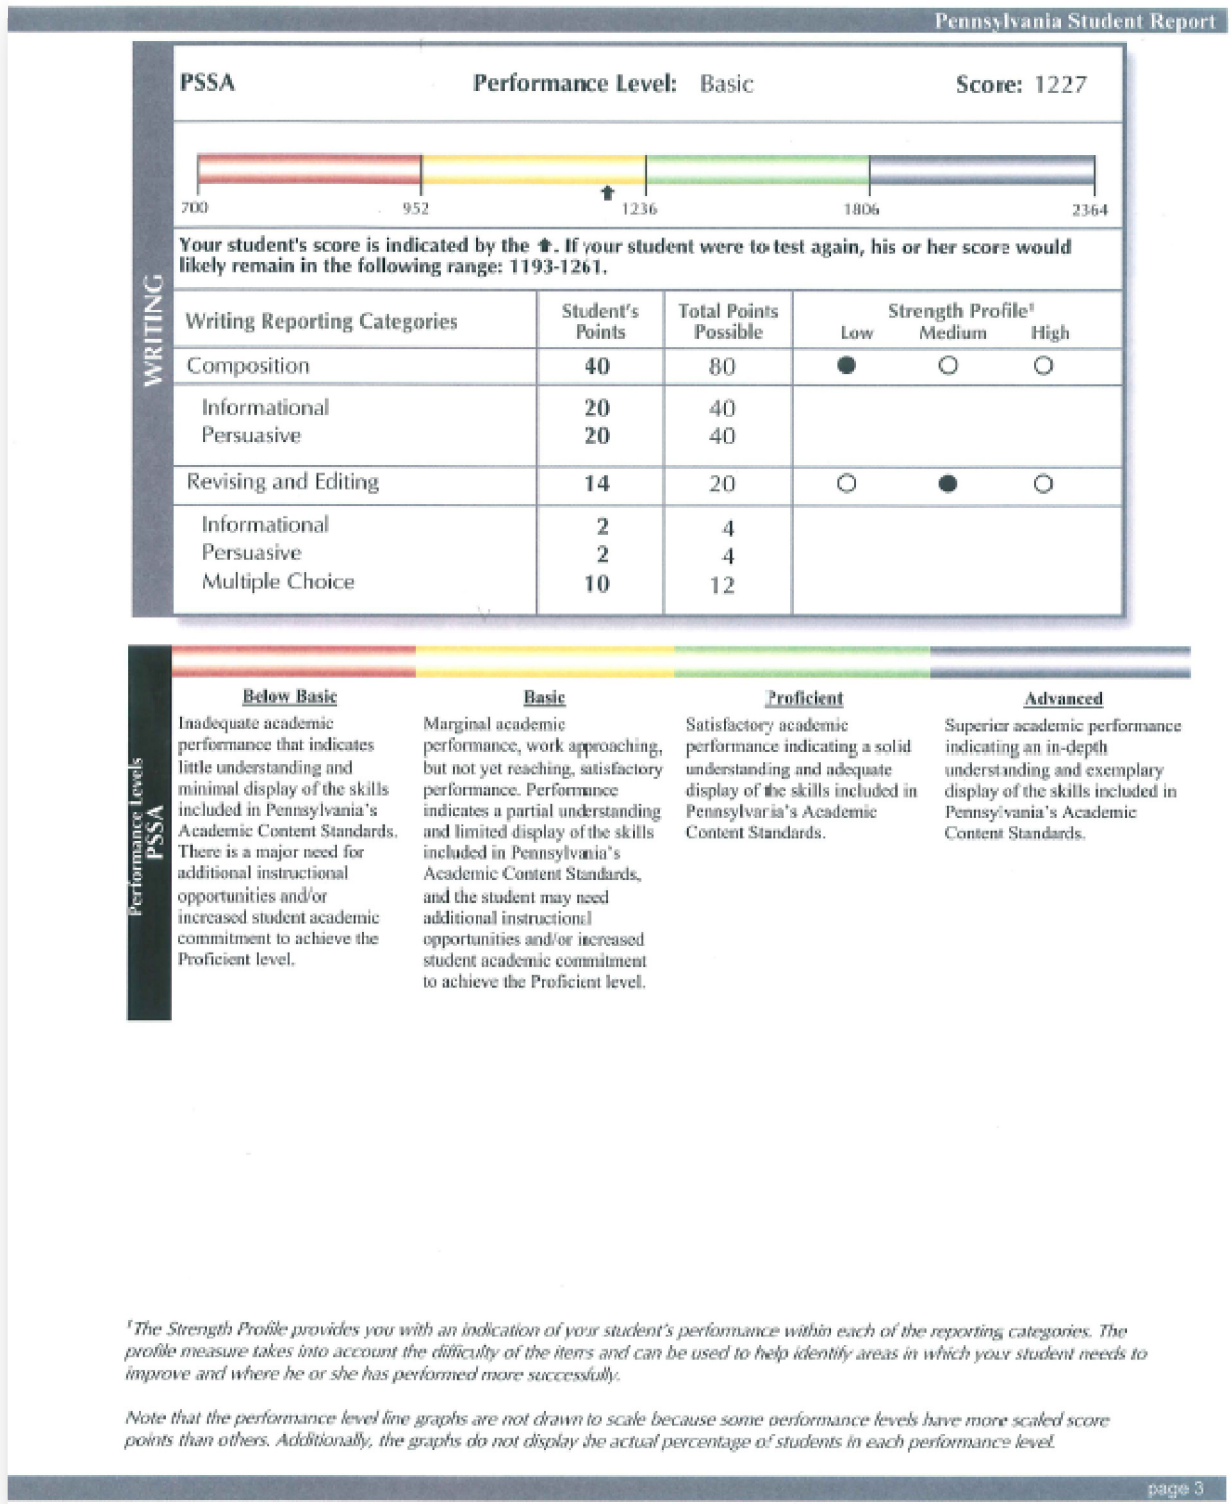 Pennsylvania Student Report
WRITING
PSSA Performance Level: Basic Score: 1227
700 952 1236 1806 2364
Your student's score is indicated by the ⬆. If your student were to test again, his or her score would
likely remain in the following range: 1193-1261.
Writing Reporting Categories Student's Points Total Points Possible Strength Profile¹
Low Medium High
Composition 40 80 ● ○ ○
Informational 20 40
Persuasive 20 40
Revising and Editing 14 20 ○ ● ○
Informational 2 4
Persuasive 2 4
Multiple Choice 10 12
Performance Levels
PSSA
Below Basic
Inadequate academic
performance that indicates
little understanding and
minimal display of the skills
included in Pennsylvania's
Academic Content Standards.
There is a major need for
additional instructional
opportunities and/or
increased student academic
commitment to achieve the
Proficient level.
Basic
Marginal academic
performance, work approaching,
but not yet reaching, satisfactory
performance. Performance
indicates a partial understanding
and limited display of the skills
included in Pennsylvania's
Academic Content Standards,
and the student may need
additional instructional
opportunities and/or increased
student academic commitment
to achieve the Proficient level.
Proficient
Satisfactory academic
performance indicating a solid
understanding and adequate
display of the skills included in
Pennsylvania's Academic
Content Standards.
Advanced
Superior academic performance
indicating an in-depth
understanding and exemplary
display of the skills included in
Pennsylvania's Academic
Content Standards.
¹The Strength Profile provides you with an indication of your student's performance within each of the reporting categories. The
profile measure takes into account the difficulty of the items and can be used to help identify areas in which your student needs to
improve and where he or she has performed more successfully.
Note that the performance level line graphs are not drawn to scale because some performance levels have more scaled score
points than others. Additionally, the graphs do not display the actual percentage of students in each performance level.
page 3